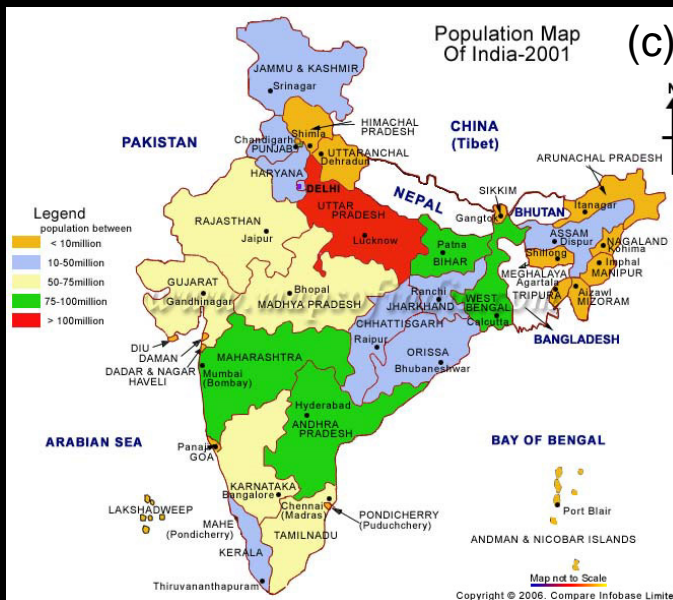 Population Map
Of India-2001
(c)
N
JAMMU & KASHMIR
Srinagar
HIMACHAL
PRADESH
CHINA
(Tibet)
PAKISTAN
Chandigarh
Shimla
PUNJAB
UTTARANCHAL
Dehradun
ARUNACHAL PRADESH
HARYANA
DELHI
NEPAL
SIKKIM
Gangtok
BHUTAN
Itanagar
UTTAR
PRADESH
Lucknow
RAJASTHAN
Jaipur
Patna
BIHAR
ASSAM
Dispur
Shillong
NAGALAND
Kohima
Imphal
MANIPUR
MEGHALAYA
Agartala
TRIPURA
Aizawl
MIZORAM
Legend
population between
< 10million
10-50million
50-75million
75-100million
> 100million
GUJARAT
Gandhinagar
Bhopal
MADHYA PRADESH
Ranchi
JHARKHAND
WEST
BENGAL
Calcutta
BANGLADESH
CHHATTISGARH
Raipur
ORISSA
Bhubaneshwar
DIU
DAMAN
DADAR & NAGAR
HAVELI
MAHARASHTRA
Mumbai
(Bombay)
Hyderabad
ANDHRA
PRADESH
ARABIAN SEA
BAY OF BENGAL
Panaji
GOA
KARNATAKA
Bangalore
Chennai
(Madras)
PONDICHERRY
(Puduchchery)
LAKSHADWEEP
MAHE
(Pondicherry)
TAMILNADU
KERALA
Thiruvananthapuram
Port Blair
ANDMAN & NICOBAR ISLANDS
Map not to Scale
Copyright © 2006. Compare Infobase Limite